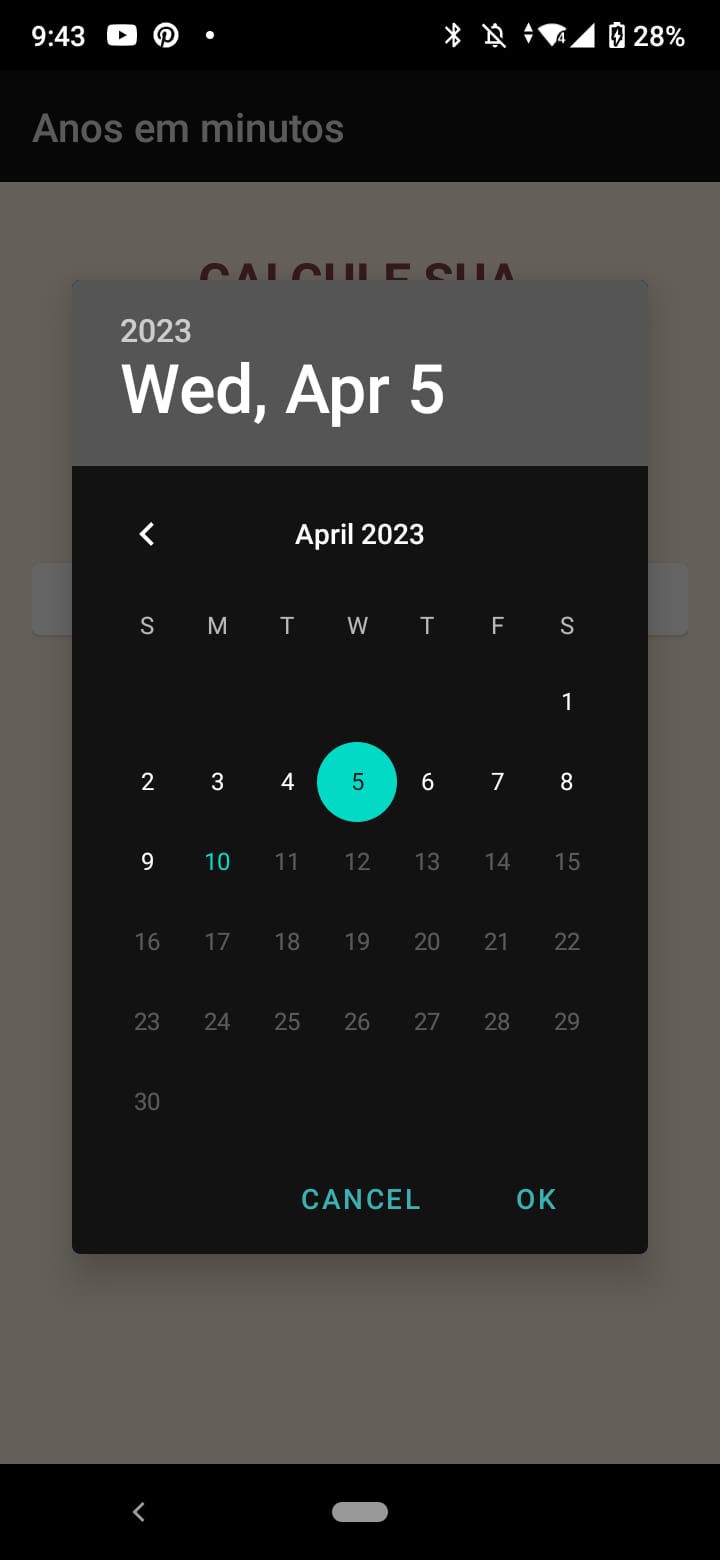 9:43 28%
Anos em minutos
CALCULE SUA
2023
Wed, Apr 5
April 2023
S M T W T F S
1
2 3 4 5 6 7 8
9 10 11 12 13 14 15
16 17 18 19 20 21 22
23 24 25 26 27 28 29
30
CANCEL OK